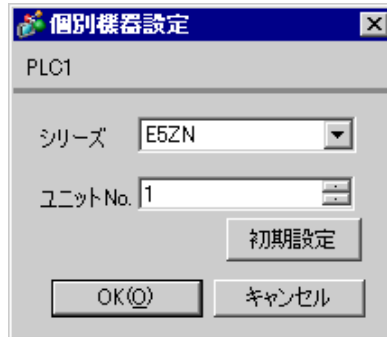 個別機器設定
PLC1
シリーズ E5ZN
ユニットNo. 1
初期設定
OK(O) キャンセル